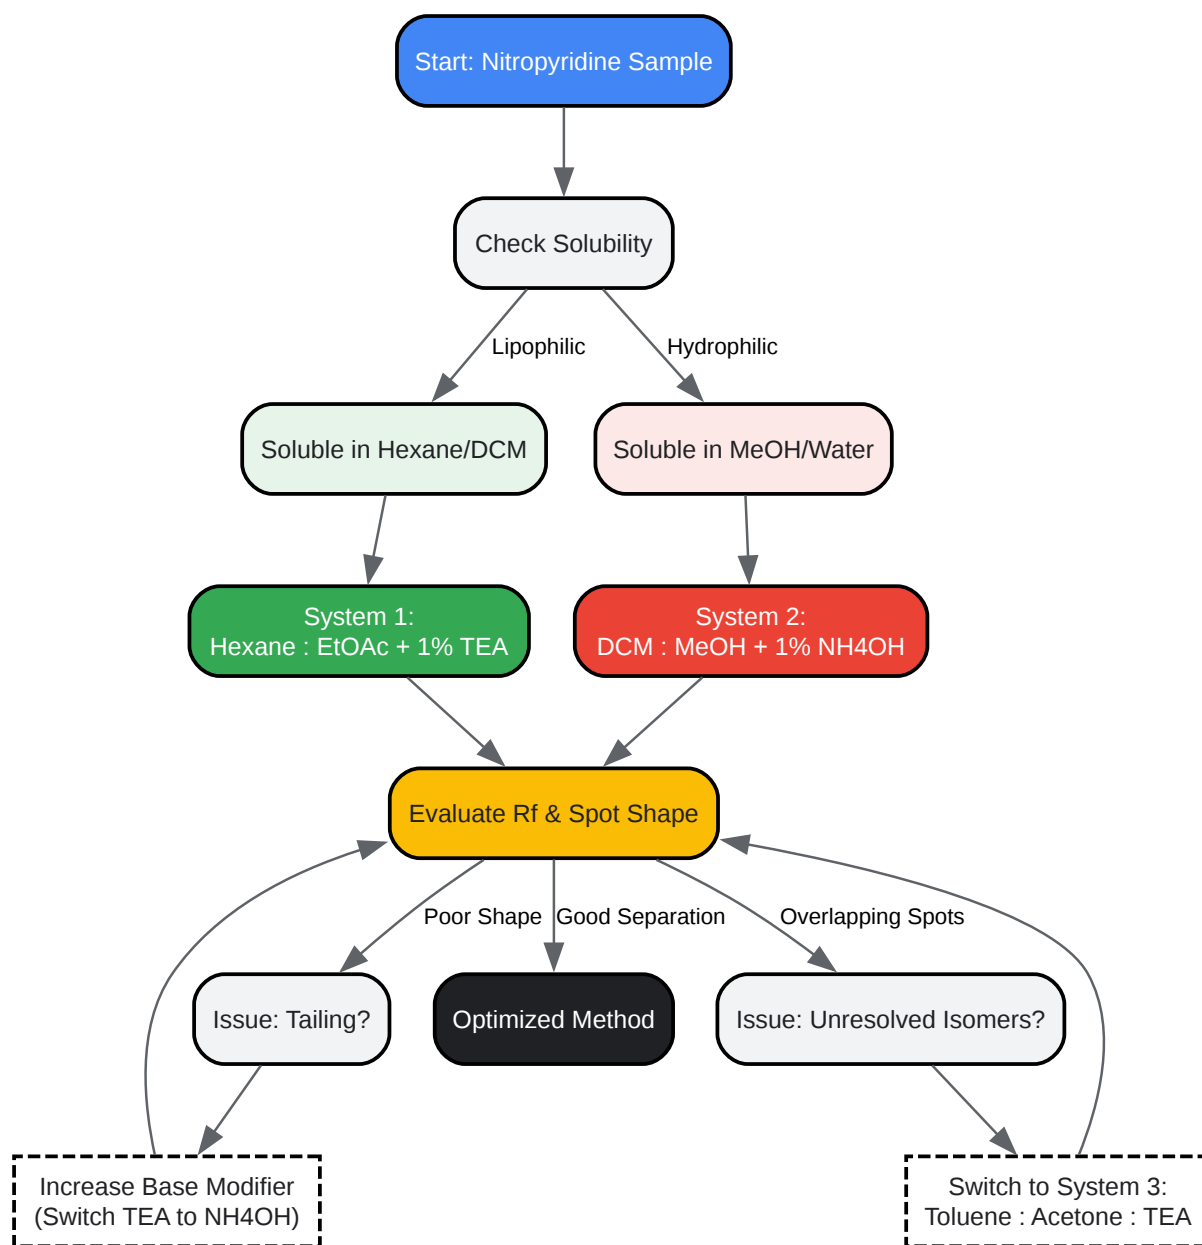 Start: Nitropyridine Sample
Check Solubility
Lipophilic
Hydrophilic
Soluble in Hexane/DCM
Soluble in MeOH/Water
System 1:
Hexane : EtOAc + 1% TEA
System 2:
DCM : MeOH + 1% NH4OH
Evaluate Rf & Spot Shape
Poor Shape
Good Separation
Overlapping Spots
Issue: Tailing?
Optimized Method
Issue: Unresolved Isomers?
Increase Base Modifier
(Switch TEA to NH4OH)
Switch to System 3:
Toluene : Acetone : TEA